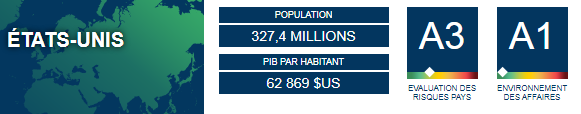 ÉTATS-UNIS
POPULATION
327,4 MILLIONS
PIB PAR HABITANT
62 869 $US
A3
EVALUATION DES
RISQUES PAYS
A1
ENVIRONNEMENT
DES AFFAIRES